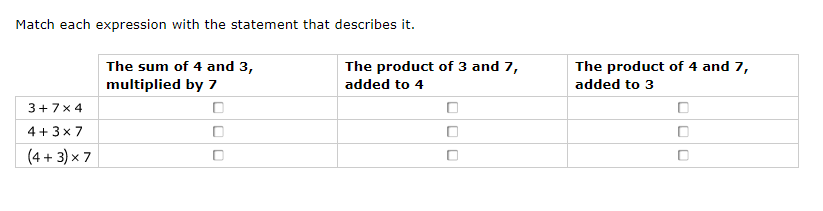 Match each expression with the statement that describes it.
The sum of 4 and 3, multiplied by 7
The product of 3 and 7, added to 4
The product of 4 and 7, added to 3
3 + 7 × 4
4 + 3 × 7
(4 + 3) × 7